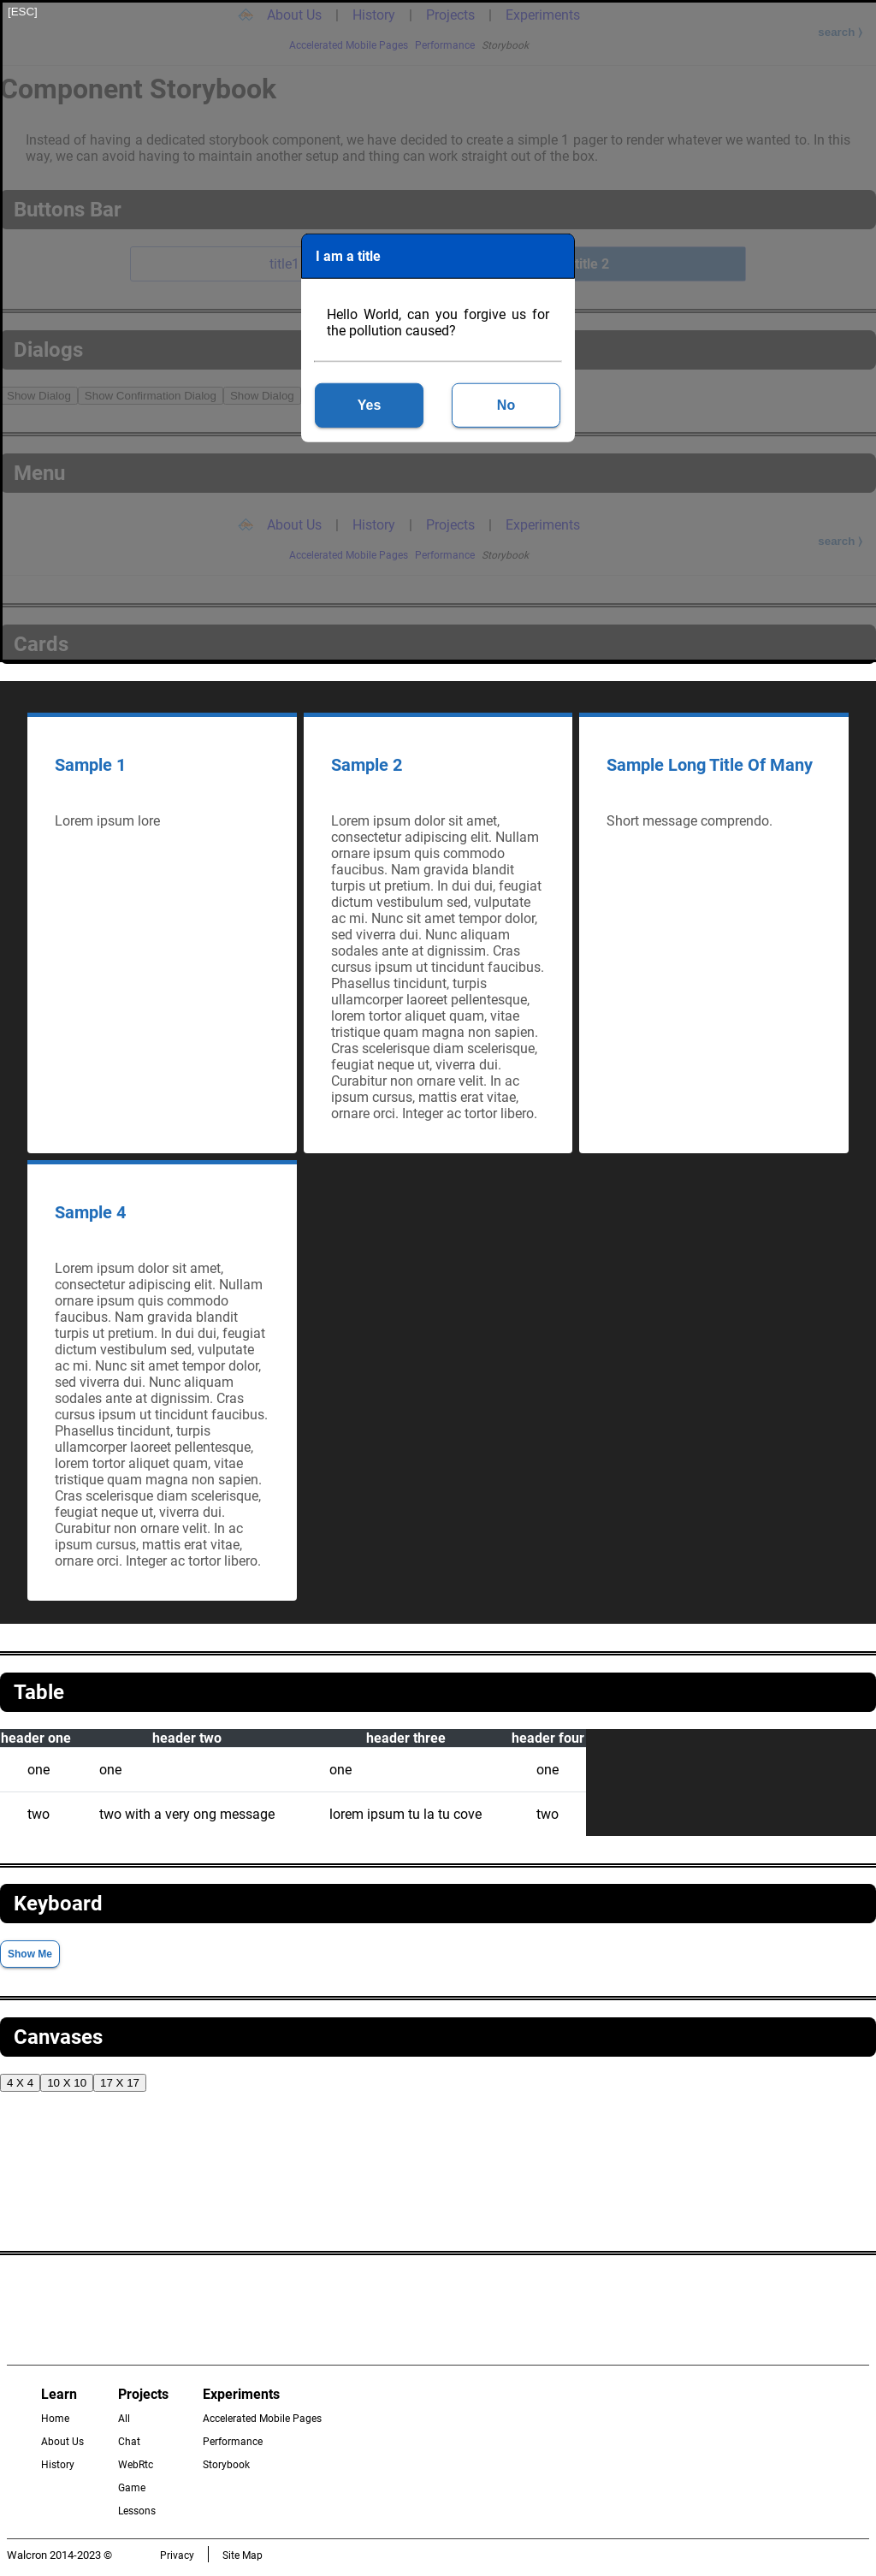 [ESC]
About Us | History | Projects | Experiments
search ⟩
Accelerated Mobile Pages Performance Storybook
Component Storybook
Instead of having a dedicated storybook component, we have decided to create a simple 1 pager to render whatever we wanted to. In this
way, we can avoid having to maintain another setup and thing can work straight out of the box.
Buttons Bar
title1 title 2
I am a title
Hello World, can you forgive us for
the pollution caused?
Yes No
Dialogs
Show Dialog Show Confirmation Dialog Show Dialog
Menu
About Us | History | Projects | Experiments
search ⟩
Accelerated Mobile Pages Performance Storybook
Cards
Sample 1
Lorem ipsum lore
Sample 2
Lorem ipsum dolor sit amet,
consectetur adipiscing elit. Nullam
ornare ipsum quis commodo
faucibus. Nam gravida blandit
turpis ut pretium. In dui dui, feugiat
dictum vestibulum sed, vulputate
ac mi. Nunc sit amet tempor dolor,
sed viverra dui. Nunc aliquam
sodales ante at dignissim. Cras
cursus ipsum ut tincidunt faucibus.
Phasellus tincidunt, turpis
ullamcorper laoreet pellentesque,
lorem tortor aliquet quam, vitae
tristique quam magna non sapien.
Cras scelerisque diam scelerisque,
feugiat neque ut, viverra dui.
Curabitur non ornare velit. In ac
ipsum cursus, mattis erat vitae,
ornare orci. Integer ac tortor libero.
Sample Long Title Of Many
Short message comprendo.
Sample 4
Lorem ipsum dolor sit amet,
consectetur adipiscing elit. Nullam
ornare ipsum quis commodo
faucibus. Nam gravida blandit
turpis ut pretium. In dui dui, feugiat
dictum vestibulum sed, vulputate
ac mi. Nunc sit amet tempor dolor,
sed viverra dui. Nunc aliquam
sodales ante at dignissim. Cras
cursus ipsum ut tincidunt faucibus.
Phasellus tincidunt, turpis
ullamcorper laoreet pellentesque,
lorem tortor aliquet quam, vitae
tristique quam magna non sapien.
Cras scelerisque diam scelerisque,
feugiat neque ut, viverra dui.
Curabitur non ornare velit. In ac
ipsum cursus, mattis erat vitae,
ornare orci. Integer ac tortor libero.
Table
header one header two header three header four
one one one one
two two with a very ong message lorem ipsum tu la tu cove two
Keyboard
Show Me
Canvases
4 X 4 10 X 10 17 X 17
Learn
Home
About Us
History
Projects
All
Chat
WebRtc
Game
Lessons
Experiments
Accelerated Mobile Pages
Performance
Storybook
Walcron 2014-2023 © Privacy Site Map